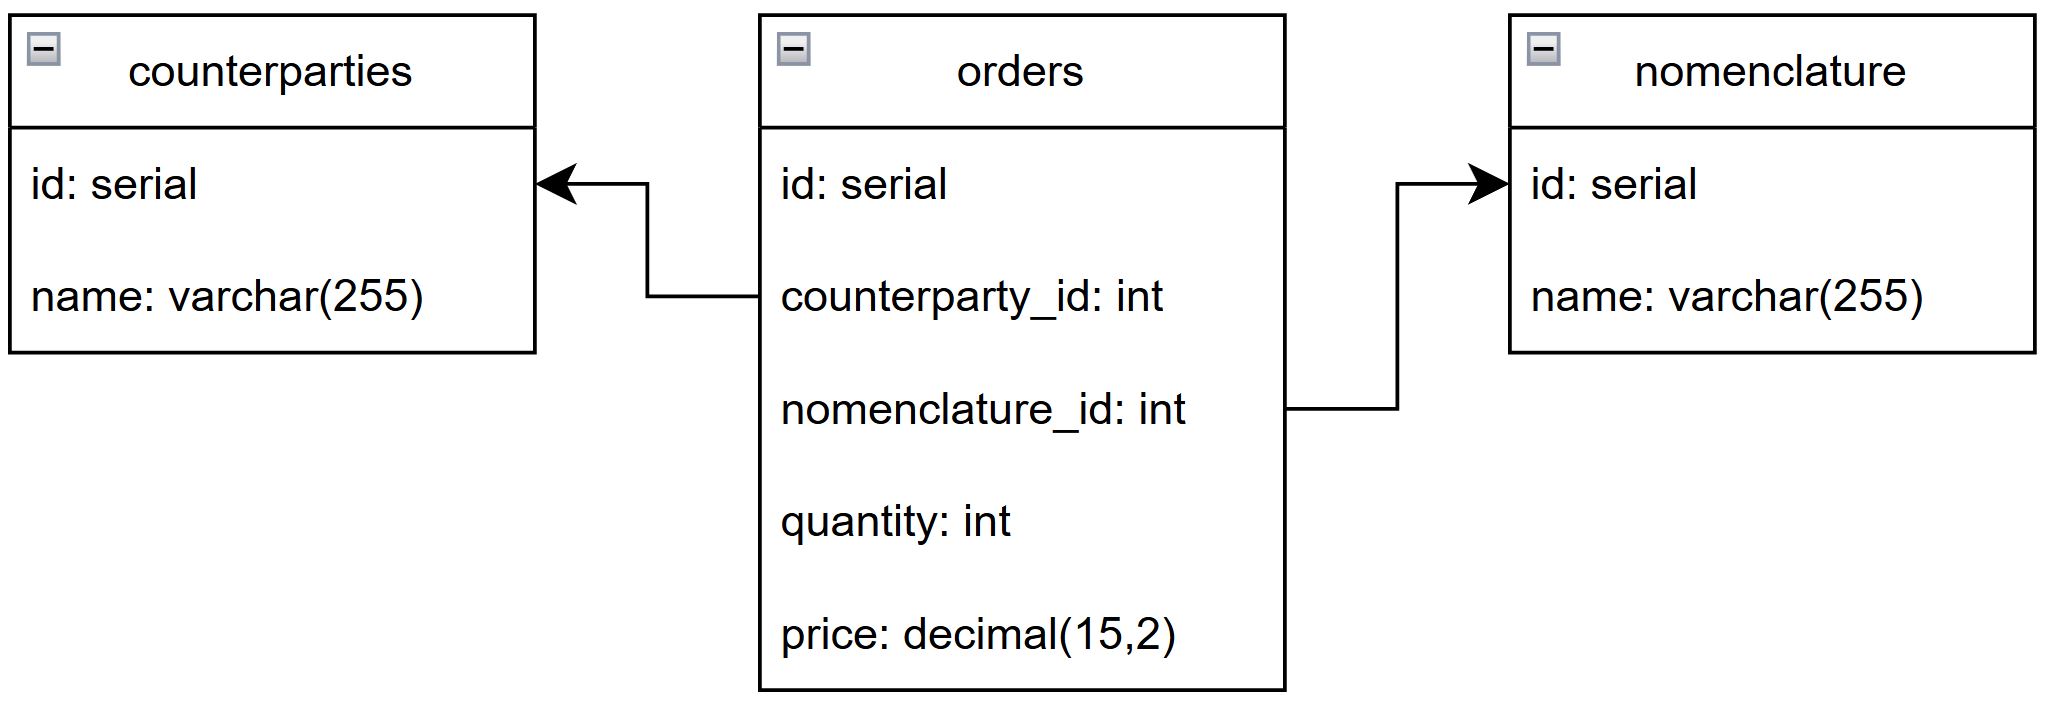 counterparties
id: serial
name: varchar(255)
orders
id: serial
counterparty_id: int
nomenclature_id: int
quantity: int
price: decimal(15,2)
nomenclature
id: serial
name: varchar(255)